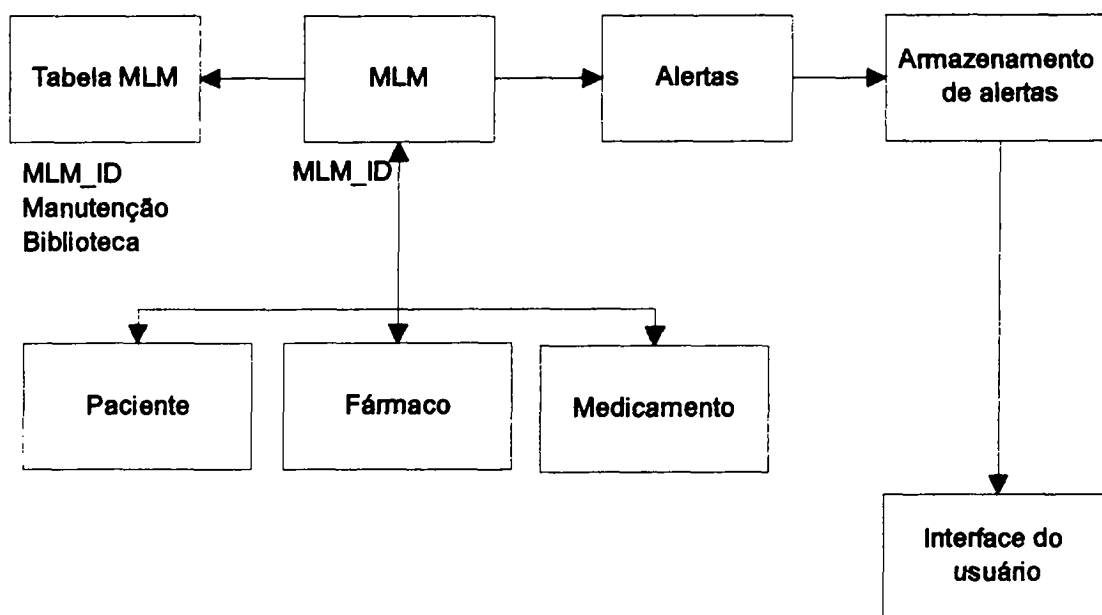 Tabela MLM
MLM
Alertas
Armazenamento
de alertas
MLM_ID
Manutenção
Biblioteca
MLM_ID
Paciente
Fármaco
Medicamento
Interface do
usuário